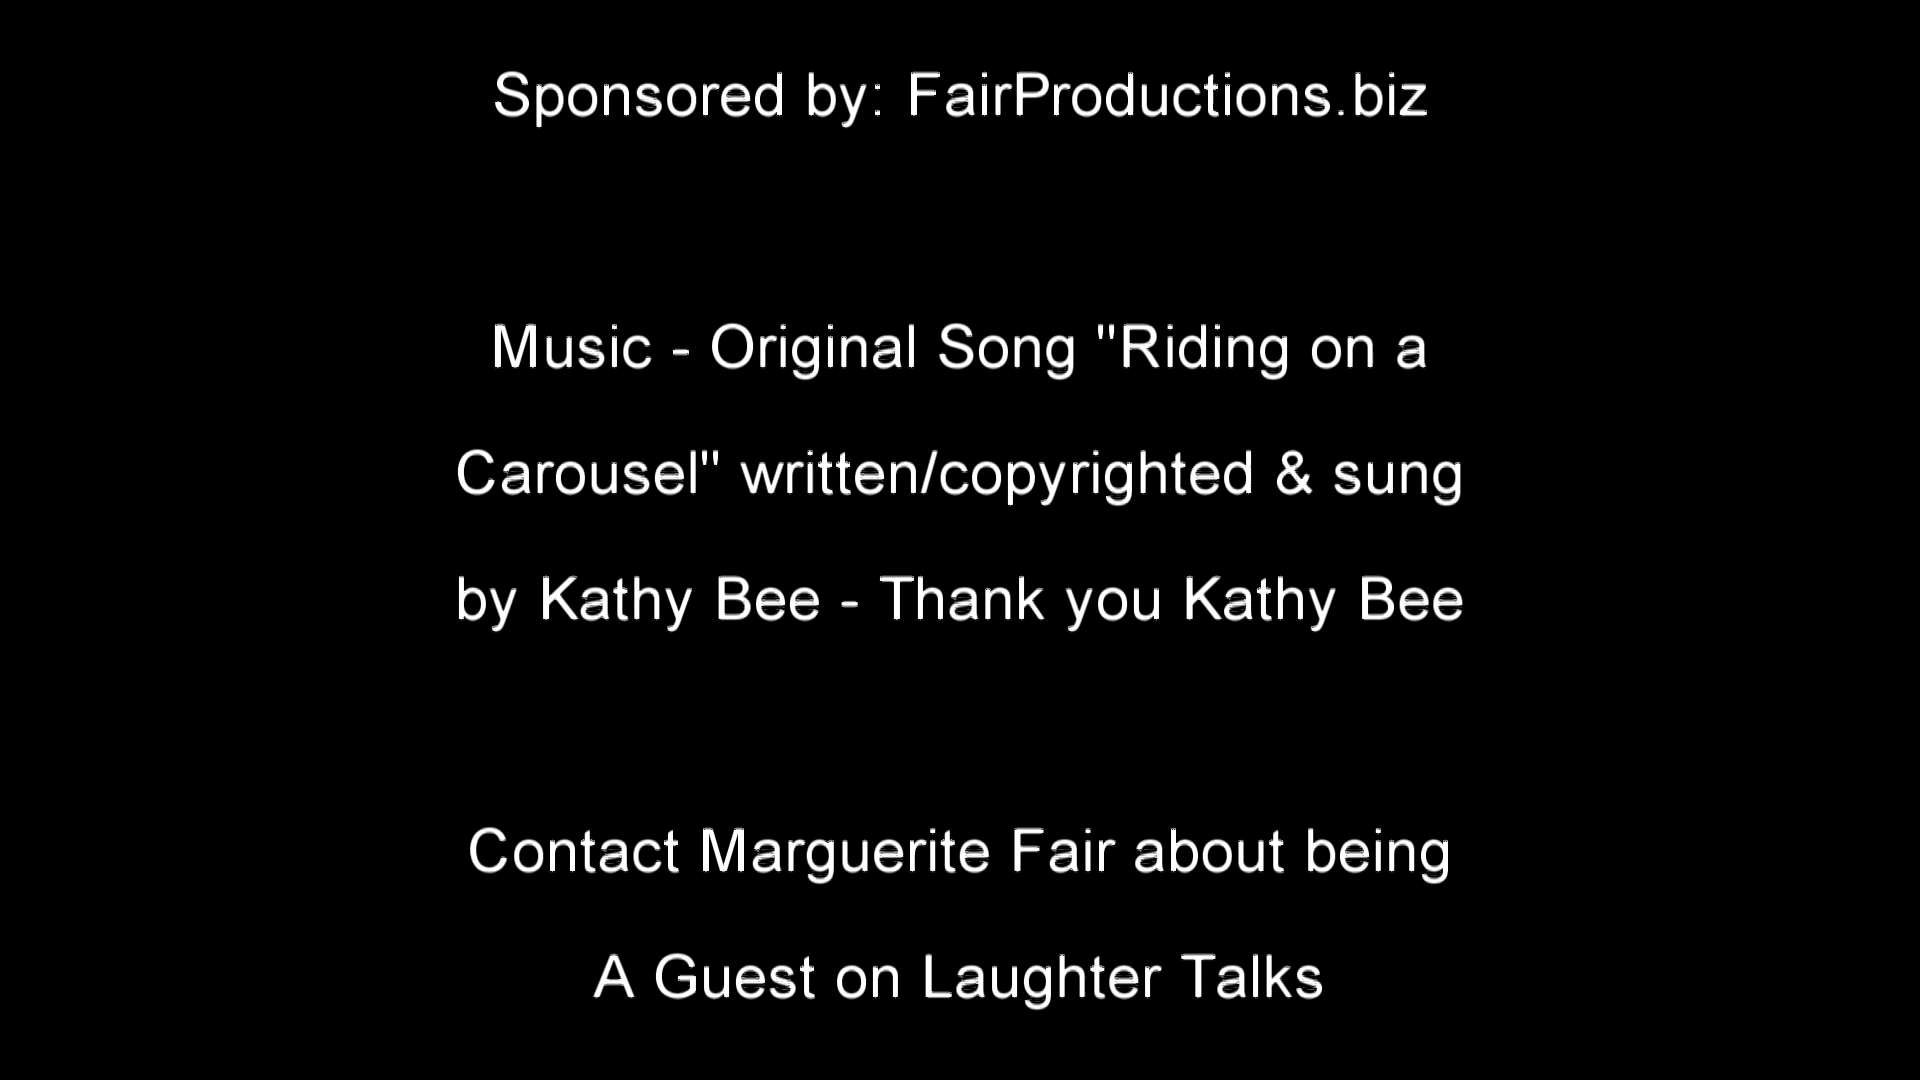 Sponsored by: FairProductions.biz
Music - Original Song "Riding on a
Carousel" written/copyrighted & sung
by Kathy Bee - Thank you Kathy Bee
Contact Marguerite Fair about being
A Guest on Laughter Talks